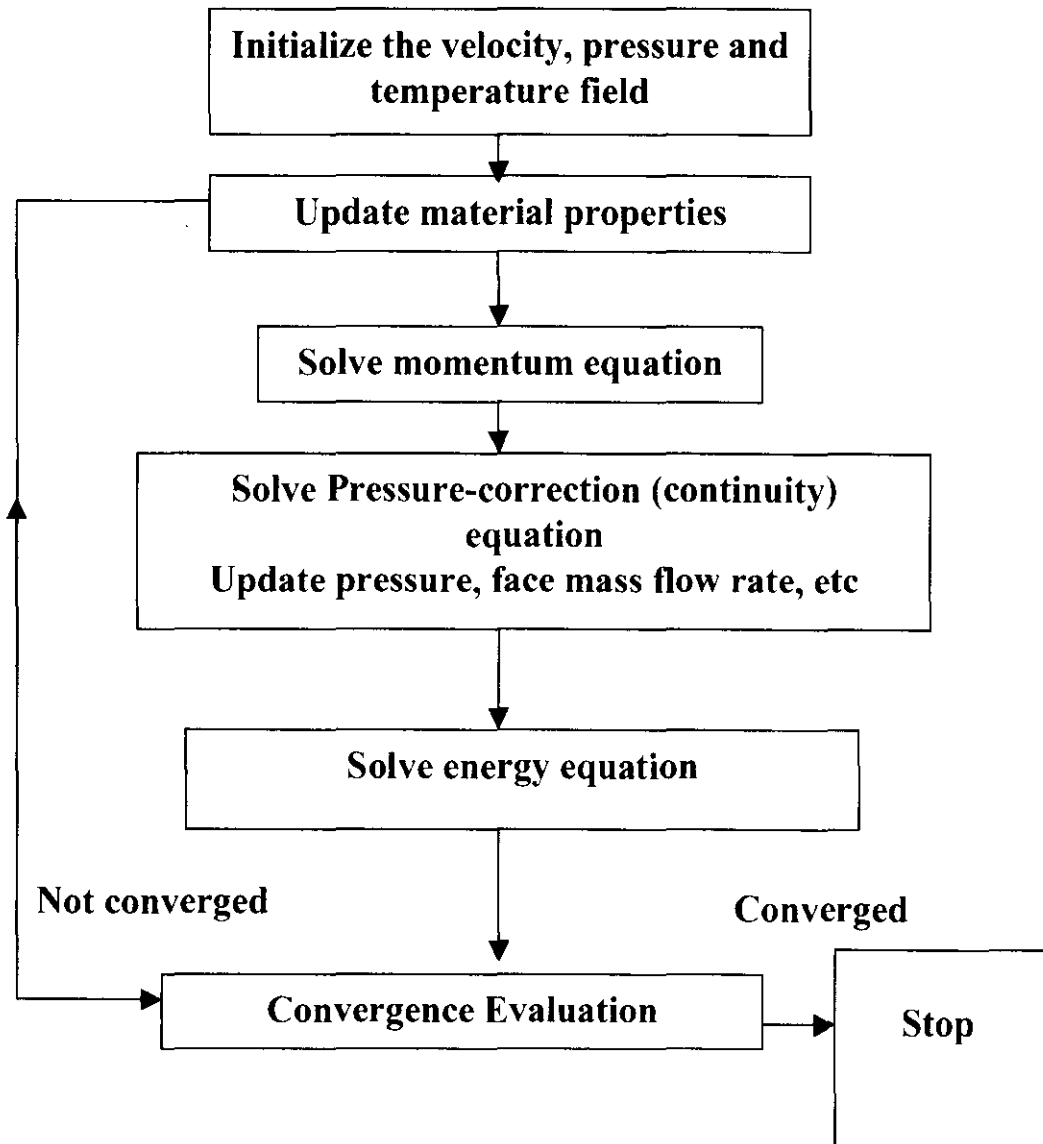 Initialize the velocity, pressure and
temperature field
Update material properties
Solve momentum equation
Solve Pressure-correction (continuity)
equation
Update pressure, face mass flow rate, etc
Solve energy equation
Not converged
Converged
Convergence Evaluation
Stop